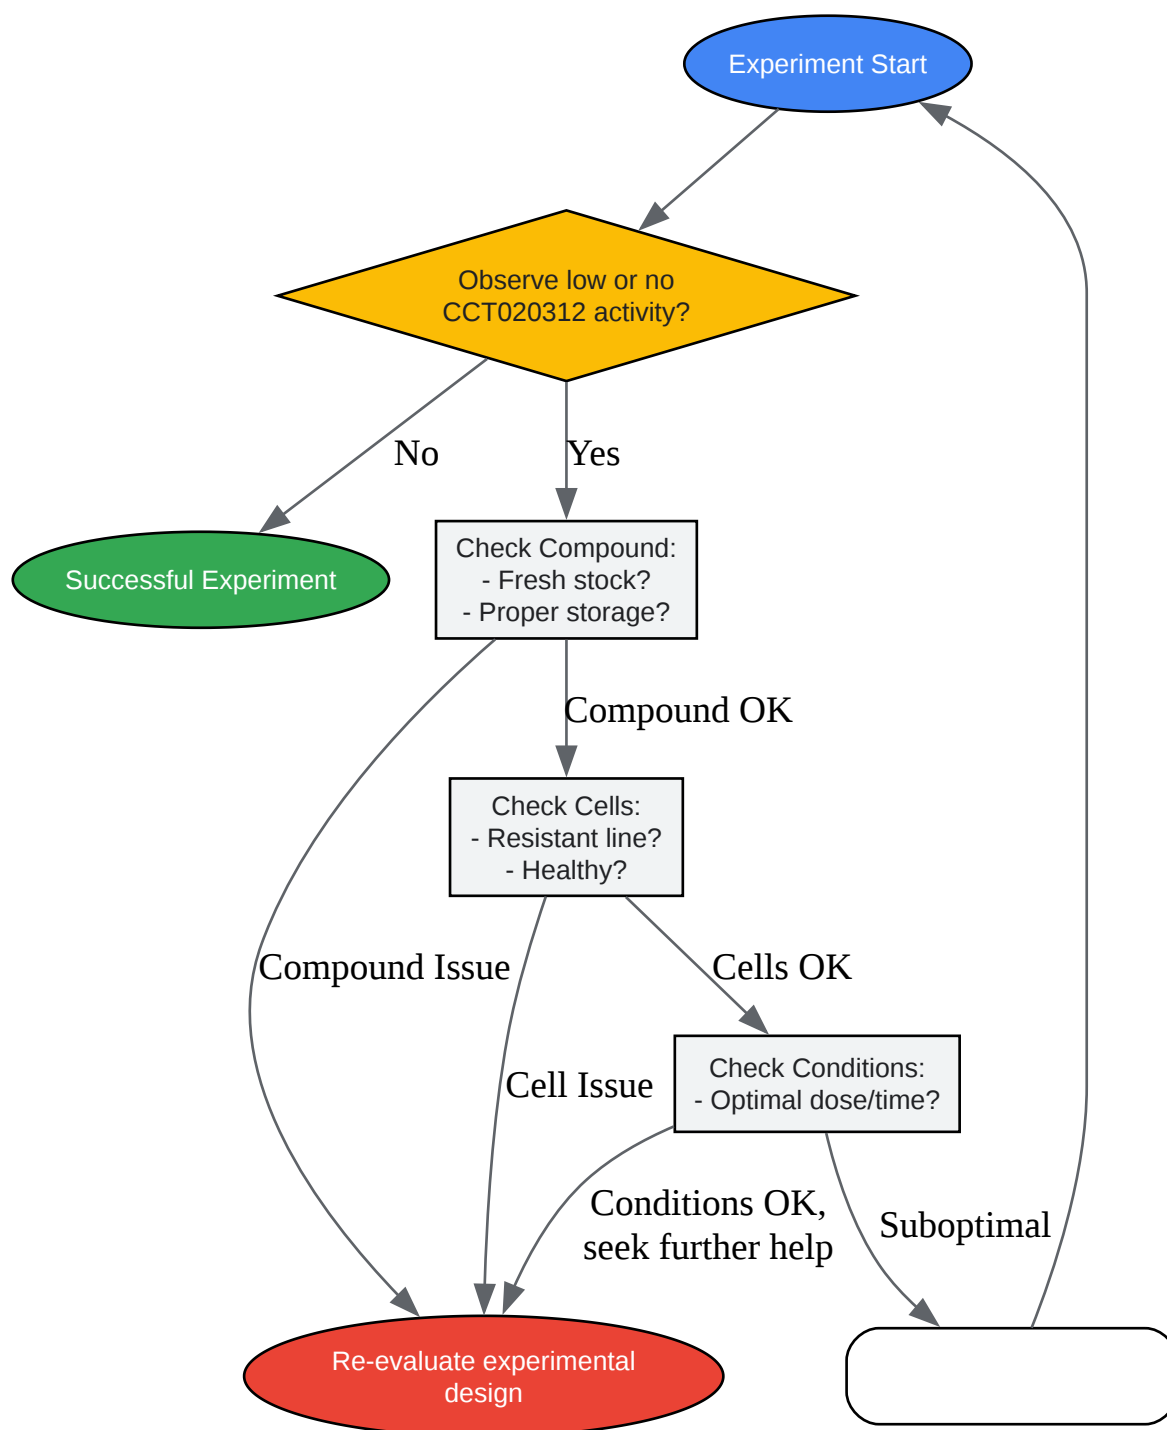 Experiment Start
Observe low or no
CCT020312 activity?
No
Yes
Successful Experiment
Check Compound:
- Fresh stock?
- Proper storage?
Compound OK
Check Cells:
- Resistant line?
- Healthy?
Compound Issue
Cells OK
Cell Issue
Check Conditions:
- Optimal dose/time?
Conditions OK,
seek further help
Suboptimal
Re-evaluate experimental
design